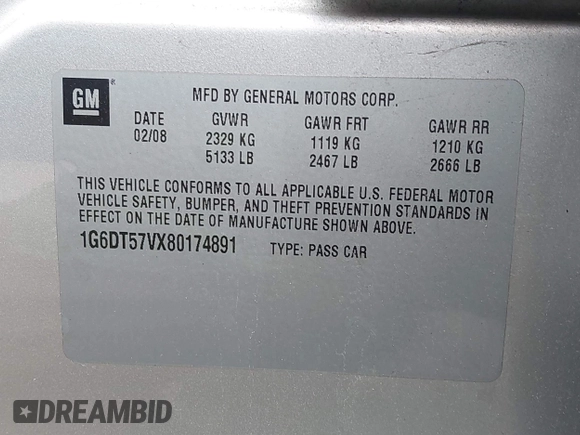 GM®
MFD BY GENERAL MOTORS CORP.
DATE GVWR GAWR FRT GAWR RR
02/08 2329 KG 1119 KG 1210 KG
5133 LB 2467 LB 2666 LB
THIS VEHICLE CONFORMS TO ALL APPLICABLE U.S. FEDERAL MOTOR
VEHICLE SAFETY, BUMPER, AND THEFT PREVENTION STANDARDS IN
EFFECT ON THE DATE OF MANUFACTURE SHOWN ABOVE.
1G6DT57VX80174891 TYPE: PASS CAR
DREAMBID